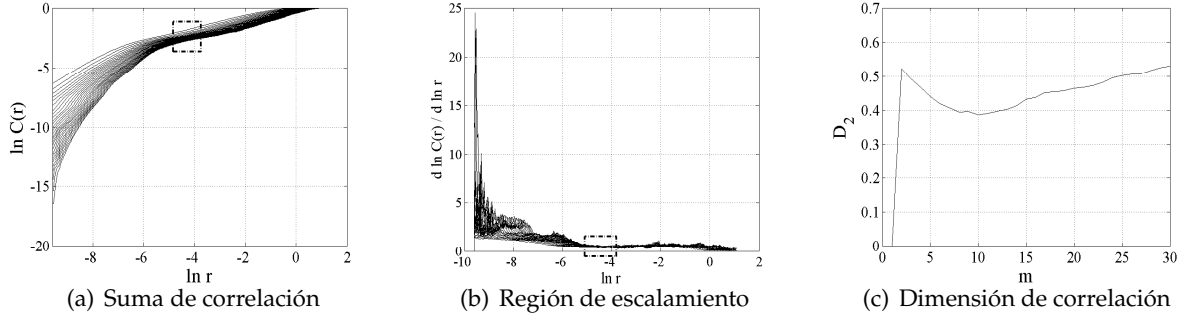 0
-5
-10
-15
-20
ln C(r)
-8 -6 -4 -2 0 2
ln r
(a) Suma de correlación
25
20
15
10
5
0
d ln C(r) / d ln r
-10 -8 -6 -4 -2 0 2
ln r
(b) Región de escalamiento
0.7
0.6
0.5
0.4
0.3
0.2
0.1
0
D2
0 5 10 15 20 25 30
m
(c) Dimensión de correlación